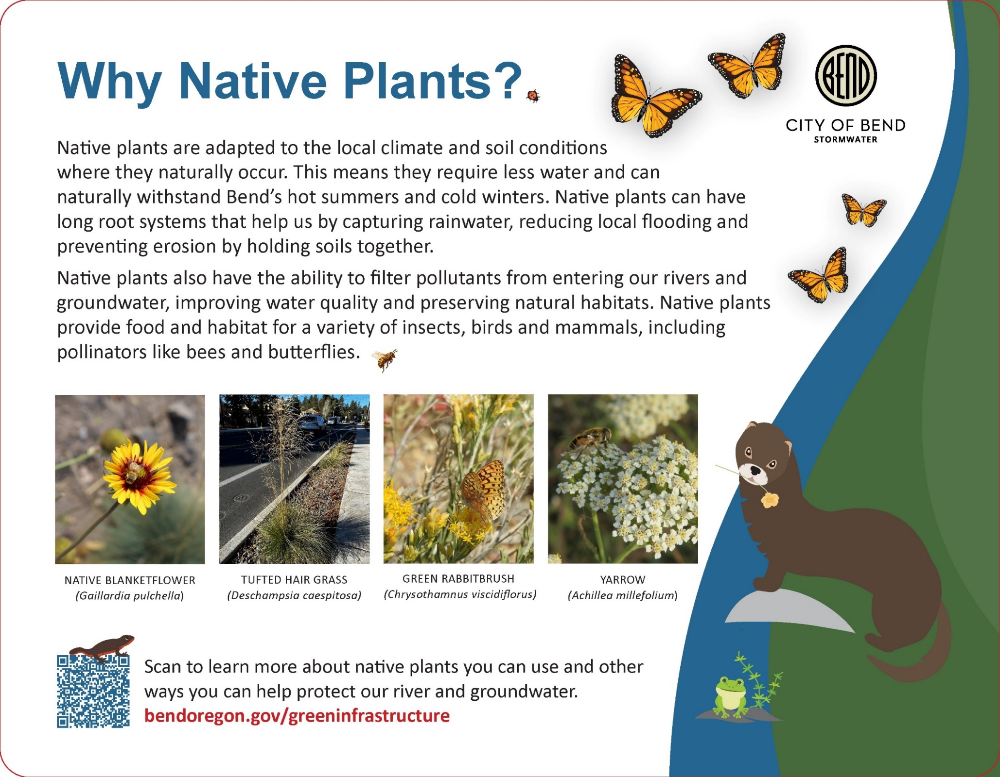 Why Native Plants?
BEND
CITY OF BEND
STORMWATER
Native plants are adapted to the local climate and soil conditions
where they naturally occur. This means they require less water and can
naturally withstand Bend’s hot summers and cold winters. Native plants can have
long root systems that help us by capturing rainwater, reducing local flooding and
preventing erosion by holding soils together.
Native plants also have the ability to filter pollutants from entering our rivers and
groundwater, improving water quality and preserving natural habitats. Native plants
provide food and habitat for a variety of insects, birds and mammals, including
pollinators like bees and butterflies.
NATIVE BLANKETFLOWER
(Gaillardia pulchella)
TUFTED HAIR GRASS
(Deschampsia caespitosa)
GREEN RABBITBRUSH
(Chrysothamnus viscidiflorus)
YARROW
(Achillea millefolium)
Scan to learn more about native plants you can use and other
ways you can help protect our river and groundwater.
bendoregon.gov/greeninfrastructure